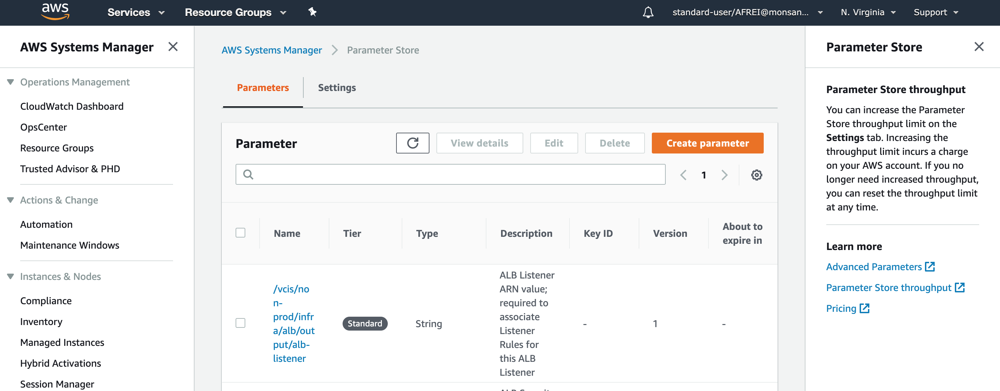 aws
Services
Resource Groups
standard-user/AFREI@monsan...
N. Virginia
Support
AWS Systems Manager
Operations Management
CloudWatch Dashboard
OpsCenter
Resource Groups
Trusted Advisor & PHD
Actions & Change
Automation
Maintenance Windows
Instances & Nodes
Compliance
Inventory
Managed Instances
Hybrid Activations
Session Manager
AWS Systems Manager
Parameter Store
Parameters
Settings
Parameter
View details
Edit
Delete
Create parameter
1
Name
Tier
Type
Description
Key ID
Version
About to
expire in
/vcis/no
n-
prod/infr
a/alb/out
put/alb-
listener
Standard
String
ALB Listener
ARN value;
required to
associate
Listener
Rules for
this ALB
Listener
-
1
-
Parameter Store
Parameter Store throughput
You can increase the Parameter
Store throughput limit on the
Settings tab. Increasing the
throughput limit incurs a charge
on your AWS account. If you no
longer need increased throughput,
you can reset the throughput limit
at any time.
Learn more
Advanced Parameters
Parameter Store throughput
Pricing